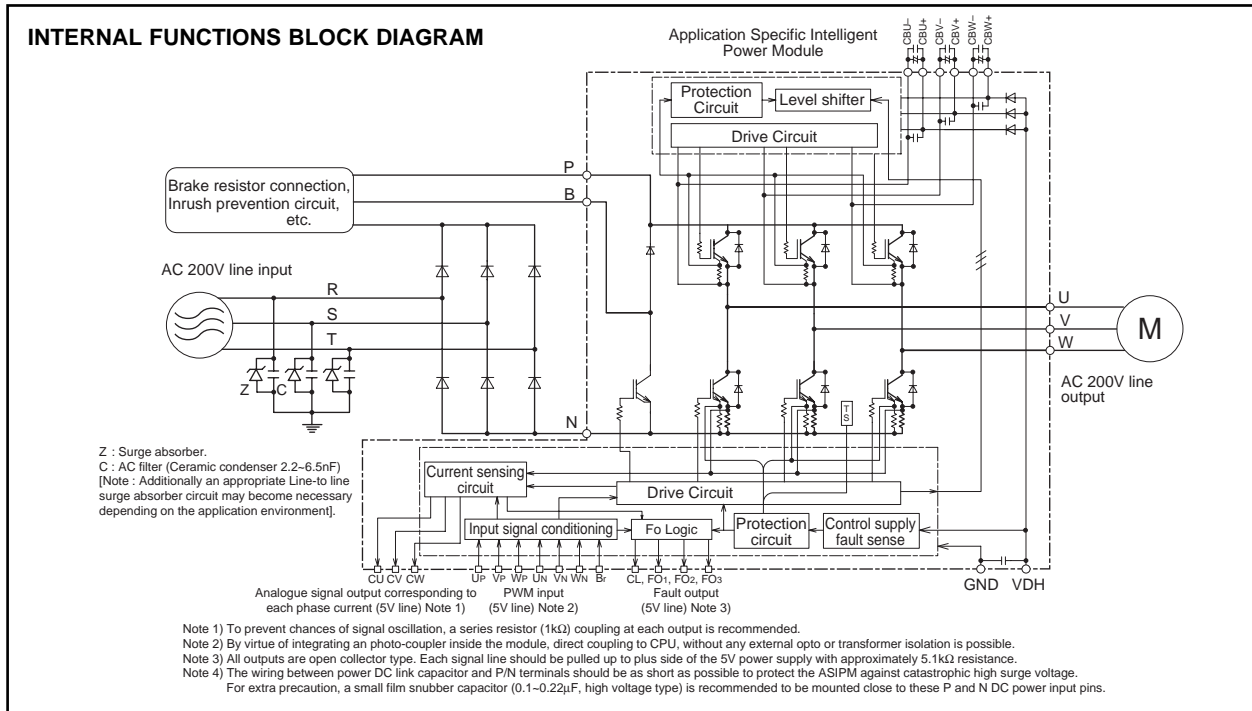 INTERNAL FUNCTIONS BLOCK DIAGRAM
Application Specific Intelligent
Power Module
CBU–
CBU+
CBV–
CBV+
CBW–
CBW+
Protection
Circuit
Level shifter
Drive Circuit
P
B
Brake resistor connection,
Inrush prevention circuit,
etc.
AC 200V line input
R
S
T
Z
C
N
U
V
W
M
AC 200V line
output
T
S
Z : Surge absorber.
C : AC filter (Ceramic condenser 2.2~6.5nF)
[Note : Additionally an appropriate Line-to line
surge absorber circuit may become necessary
depending on the application environment].
Current sensing
circuit
Drive Circuit
Input signal conditioning
Fo Logic
Protection
circuit
Control supply
fault sense
CU CV CW
UP VP WP UN VN WN Br
CL, FO1, FO2, FO3
GND VDH
Analogue signal output corresponding to
each phase current (5V line) Note 1)
PWM input
(5V line) Note 2)
Fault output
(5V line) Note 3)
Note 1) To prevent chances of signal oscillation, a series resistor (1kΩ) coupling at each output is recommended.
Note 2) By virtue of integrating an photo-coupler inside the module, direct coupling to CPU, without any external opto or transformer isolation is possible.
Note 3) All outputs are open collector type. Each signal line should be pulled up to plus side of the 5V power supply with approximately 5.1kΩ resistance.
Note 4) The wiring between power DC link capacitor and P/N terminals should be as short as possible to protect the ASIPM against catastrophic high surge voltage.
For extra precaution, a small film snubber capacitor (0.1~0.22μF, high voltage type) is recommended to be mounted close to these P and N DC power input pins.